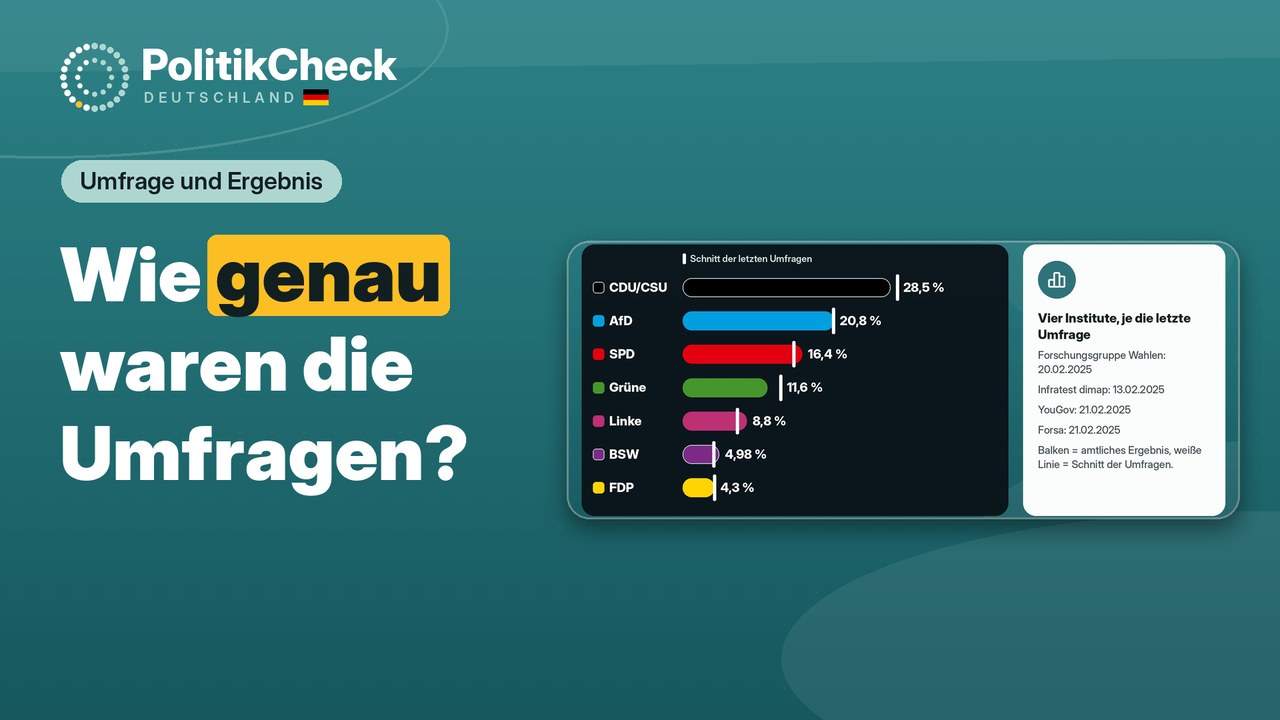 PolitikCheck
DEUTSCHLAND
Umfrage und Ergebnis
Wie genau
waren die
Umfragen?
Schnitt der letzten Umfragen
CDU/CSU 28,5 %
AfD 20,8 %
SPD 16,4 %
Grüne 11,6 %
Linke 8,8 %
BSW 4,98 %
FDP 4,3 %
Vier Institute, je die letzte
Umfrage
Forschungsgruppe Wahlen:
20.02.2025
Infratest dimap: 13.02.2025
YouGov: 21.02.2025
Forsa: 21.02.2025
Balken = amtliches Ergebnis, weiße
Linie = Schnitt der Umfragen.